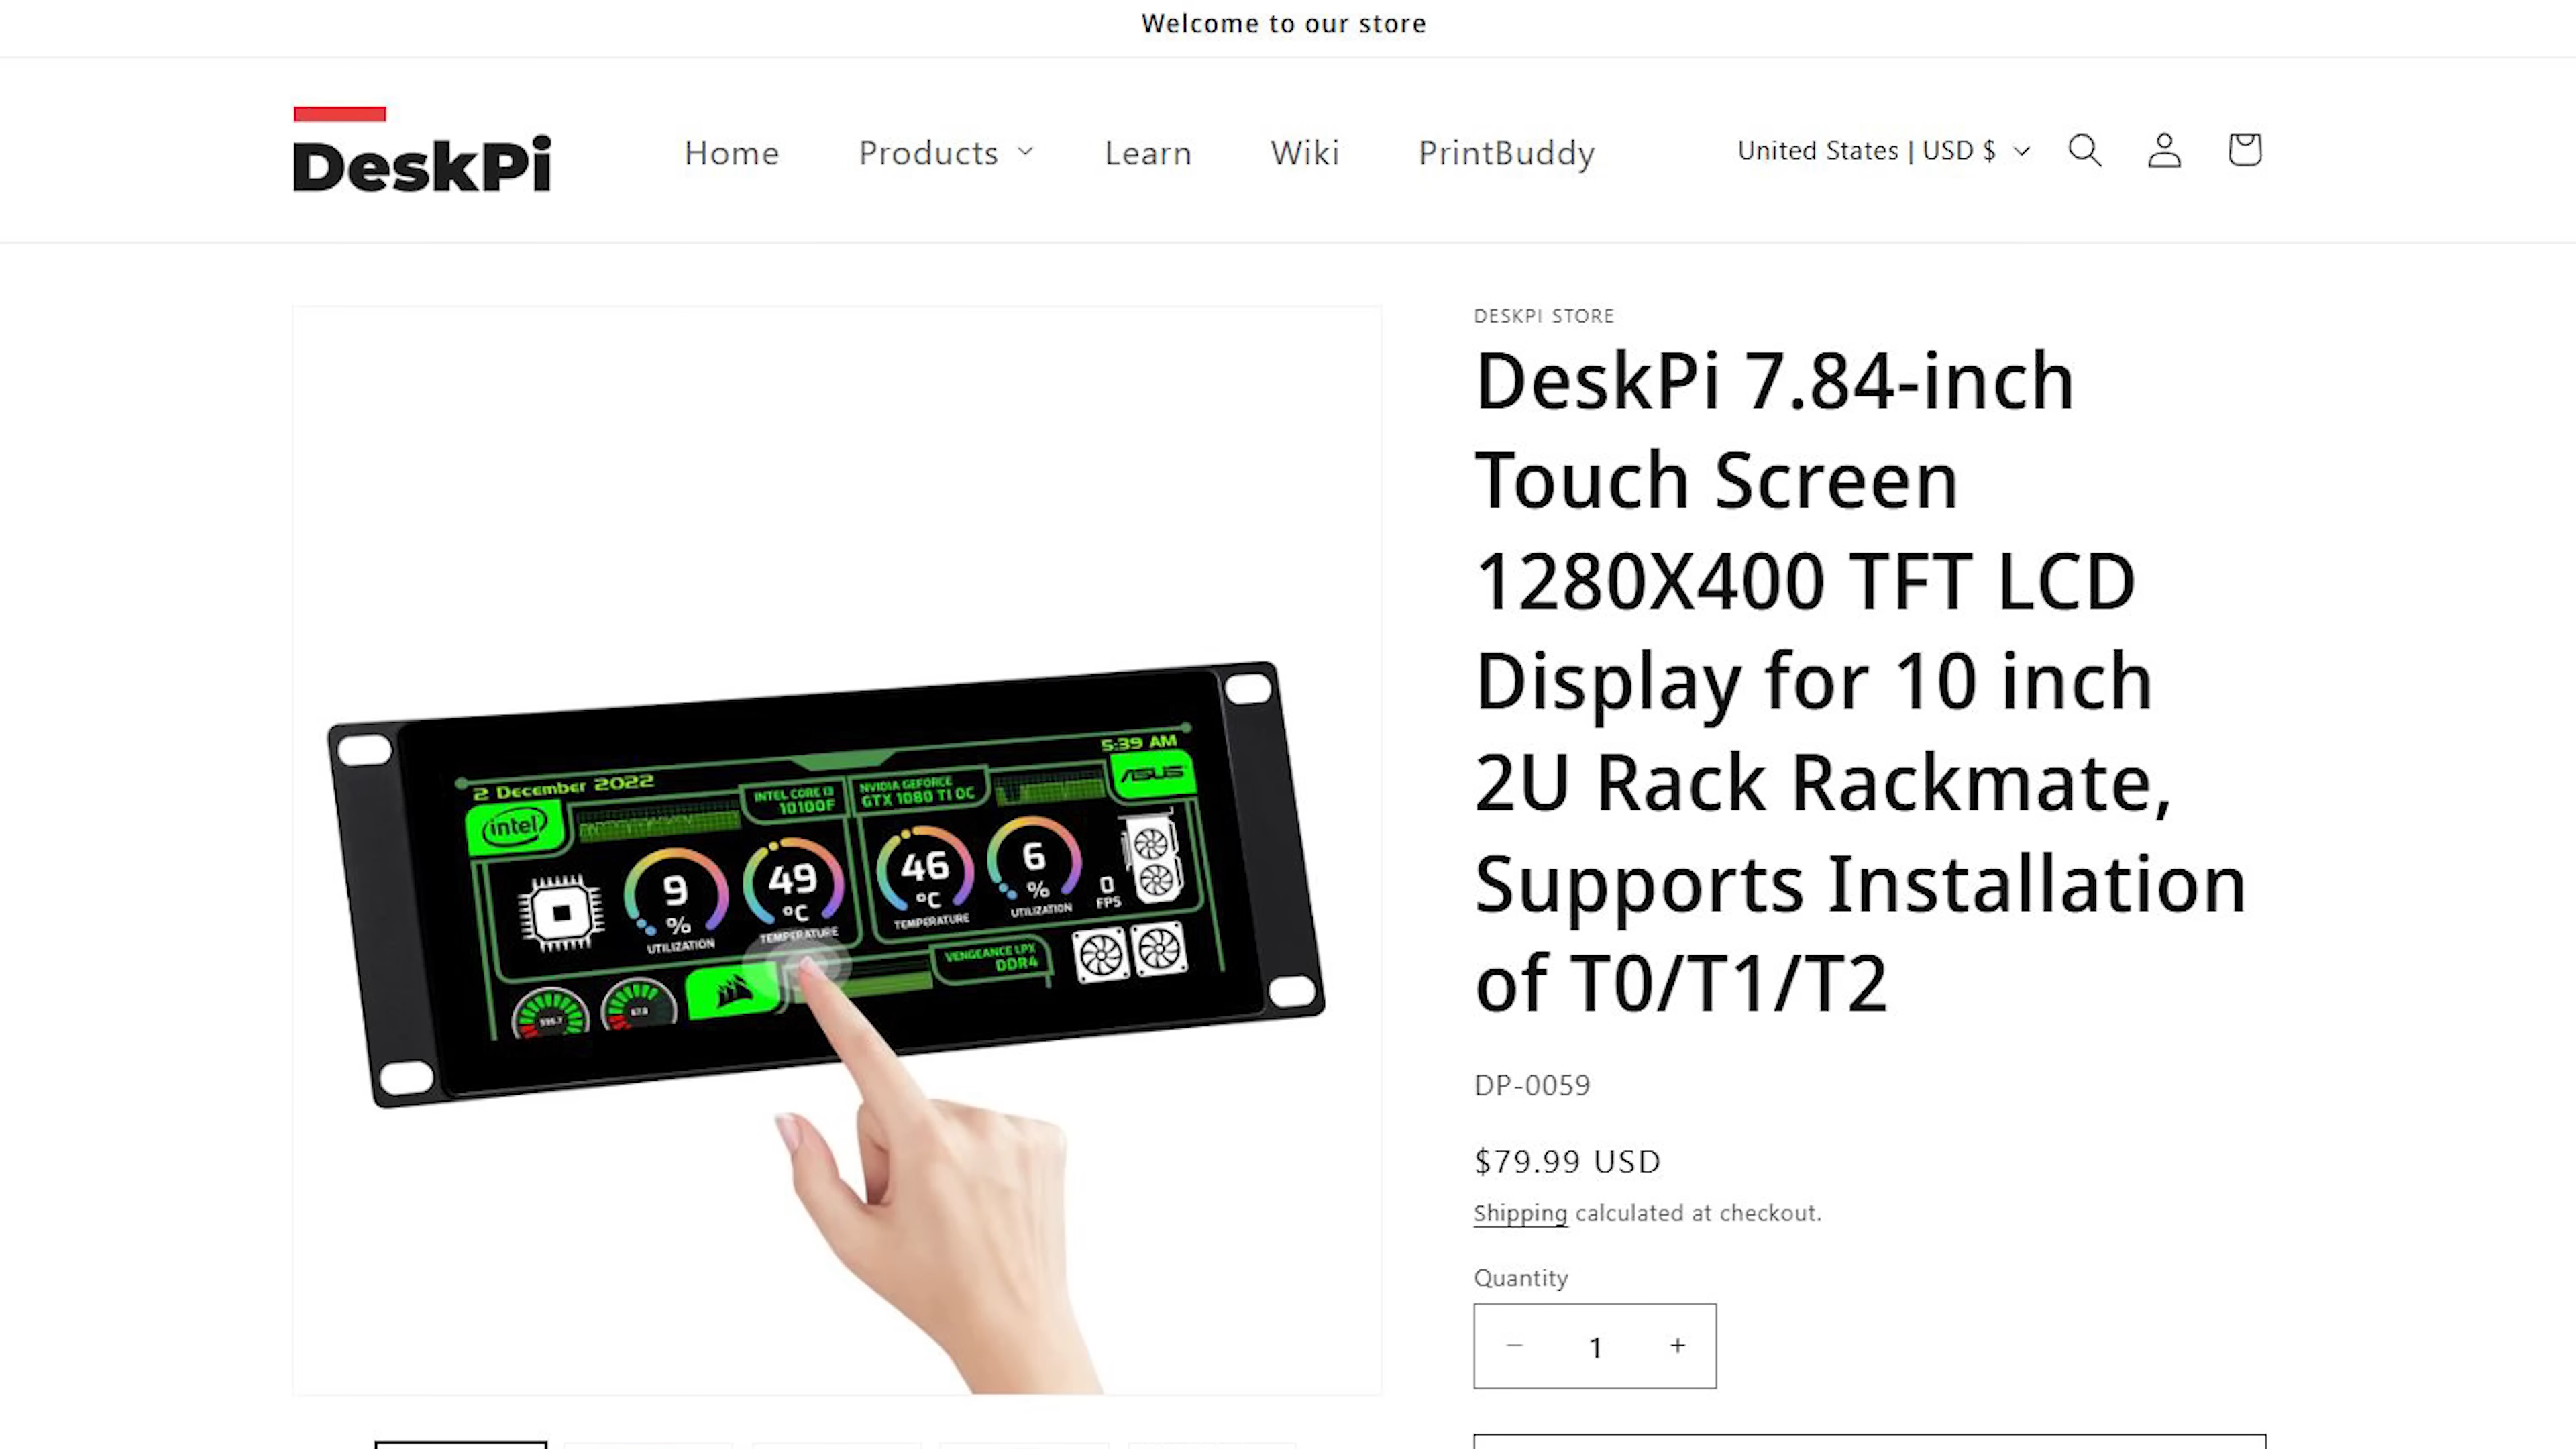 Welcome to our store
DeskPi
Home
Products
Learn
Wiki
PrintBuddy
United States | USD $
DESKPI STORE
DeskPi 7.84-inch
Touch Screen
1280X400 TFT LCD
Display for 10 inch
2U Rack Rackmate,
Supports Installation
of T0/T1/T2
DP-0059
$79.99 USD
Shipping calculated at checkout.
Quantity
− 1 +
2 December 2022
5:39 AM
intel
INTEL CORE I3
10100F
NVIDIA GEFORCE
GTX 1080 TI OC
ASUS
9
%
UTILIZATION
49
°C
TEMPERATURE
46
°C
TEMPERATURE
6
%
UTILIZATION
0
FPS
VENGEANCE LPX
DDR4